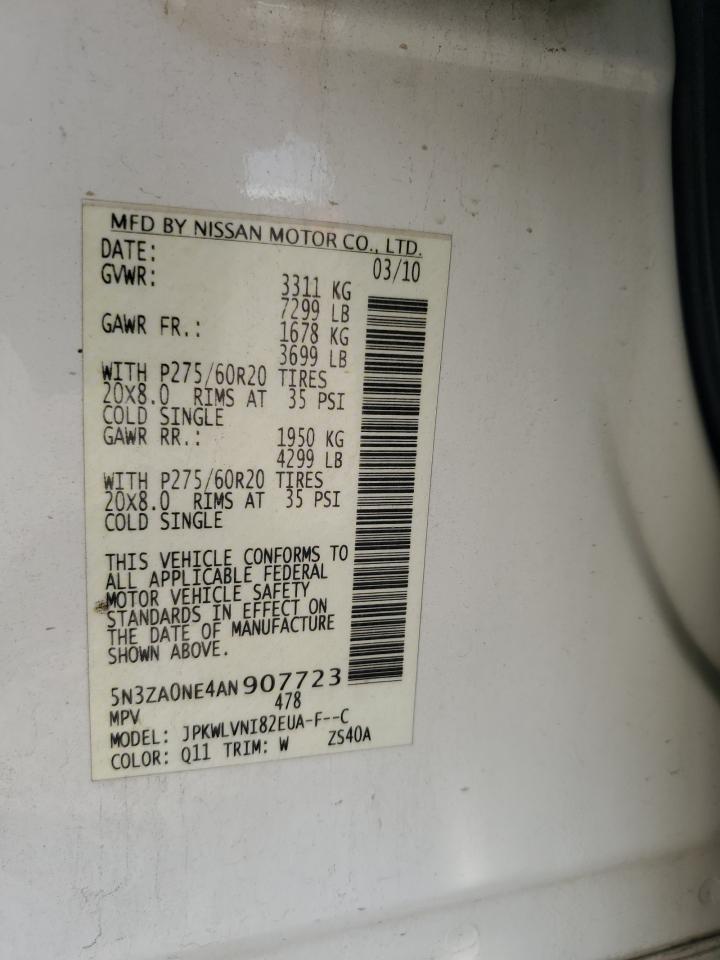 MFD BY NISSAN MOTOR CO., LTD.
DATE: 03/10
GVWR: 3311 KG
7299 LB
GAWR FR.: 1678 KG
3699 LB
WITH P275/60R20 TIRES
20X8.0 RIMS AT 35 PSI
COLD SINGLE
GAWR RR.: 1950 KG
4299 LB
WITH P275/60R20 TIRES
20X8.0 RIMS AT 35 PSI
COLD SINGLE
THIS VEHICLE CONFORMS TO
ALL APPLICABLE FEDERAL
MOTOR VEHICLE SAFETY
STANDARDS IN EFFECT ON
THE DATE OF MANUFACTURE
SHOWN ABOVE.
5N3ZA0NE4AN907723
MPV 478
MODEL: JPKWLVNI82EUA-F--C
COLOR: Q11 TRIM: W ZS40A